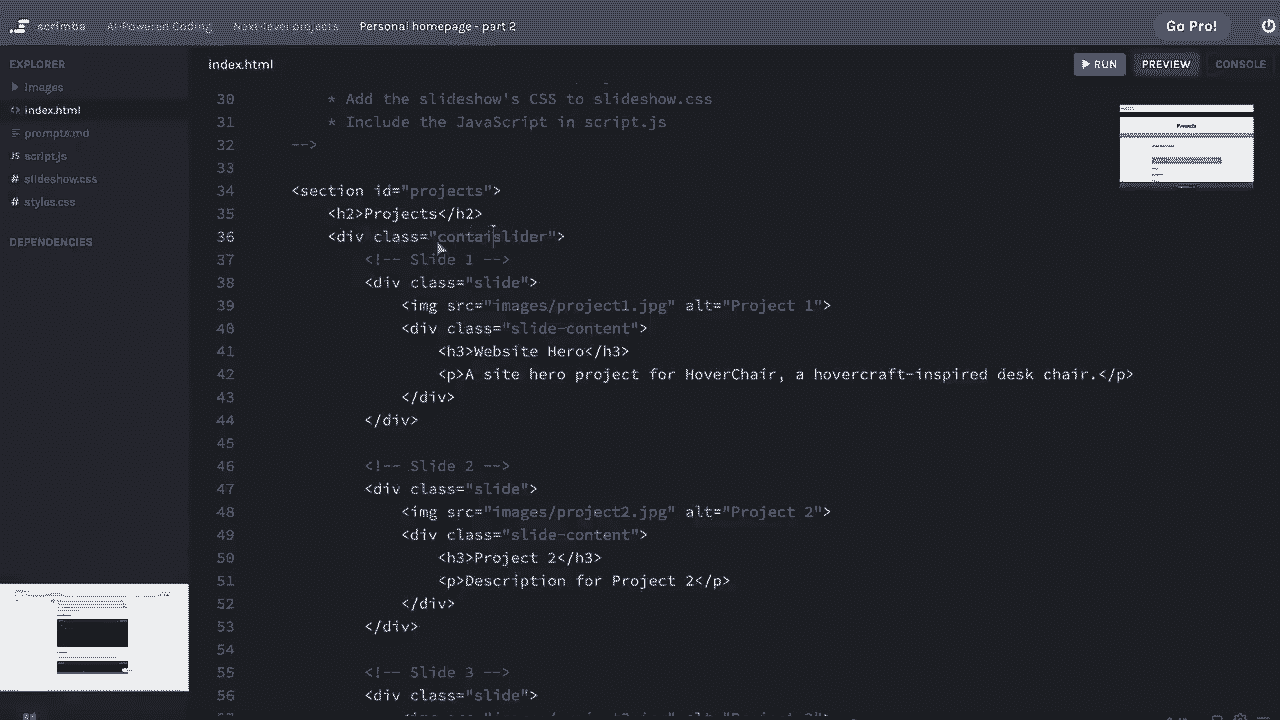 scrimba AI-Powered Coding Next-level projects Personal homepage - part 2 Go Pro!
EXPLORER
images
index.html
prompts.md
script.js
slideshow.css
styles.css
DEPENDENCIES
index.html RUN PREVIEW CONSOLE
30 * Add the slideshow's CSS to slideshow.css
31 * Include the JavaScript in script.js
32 -->
33
34 <section id="projects">
35 <h2>Projects</h2>
36 <div class="containslider">
37 <!-- Slide 1 -->
38 <div class="slide">
39 <img src="images/project1.jpg" alt="Project 1">
40 <div class="slide-content">
41 <h3>Website Hero</h3>
42 <p>A site hero project for HoverChair, a hovercraft-inspired desk chair.</p>
43 </div>
44 </div>
45
46 <!-- Slide 2 -->
47 <div class="slide">
48 <img src="images/project2.jpg" alt="Project 2">
49 <div class="slide-content">
50 <h3>Project 2</h3>
51 <p>Description for Project 2</p>
52 </div>
53 </div>
54
55 <!-- Slide 3 -->
56 <div class="slide">
Projects